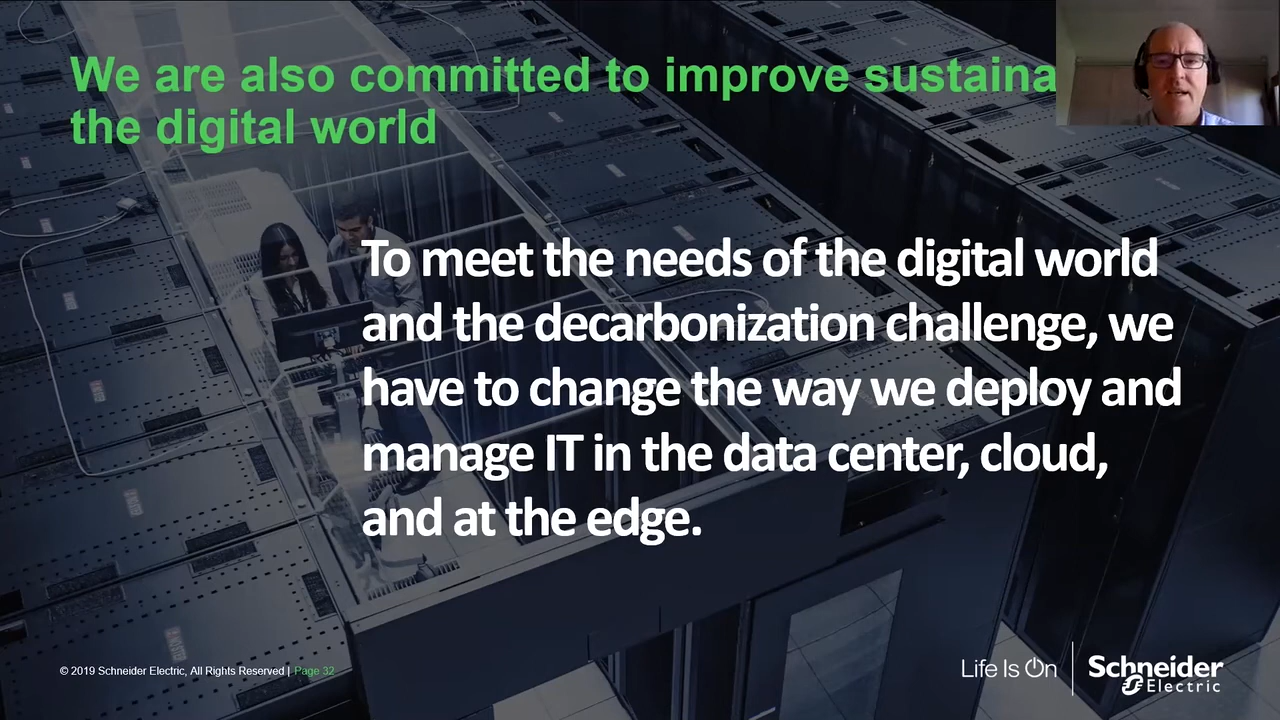 We are also committed to improve sustaina
the digital world
To meet the needs of the digital world
and the decarbonization challenge, we
have to change the way we deploy and
manage IT in the data center, cloud,
and at the edge.
© 2019 Schneider Electric, All Rights Reserved | Page 32
Life Is On
Schneider
Electric